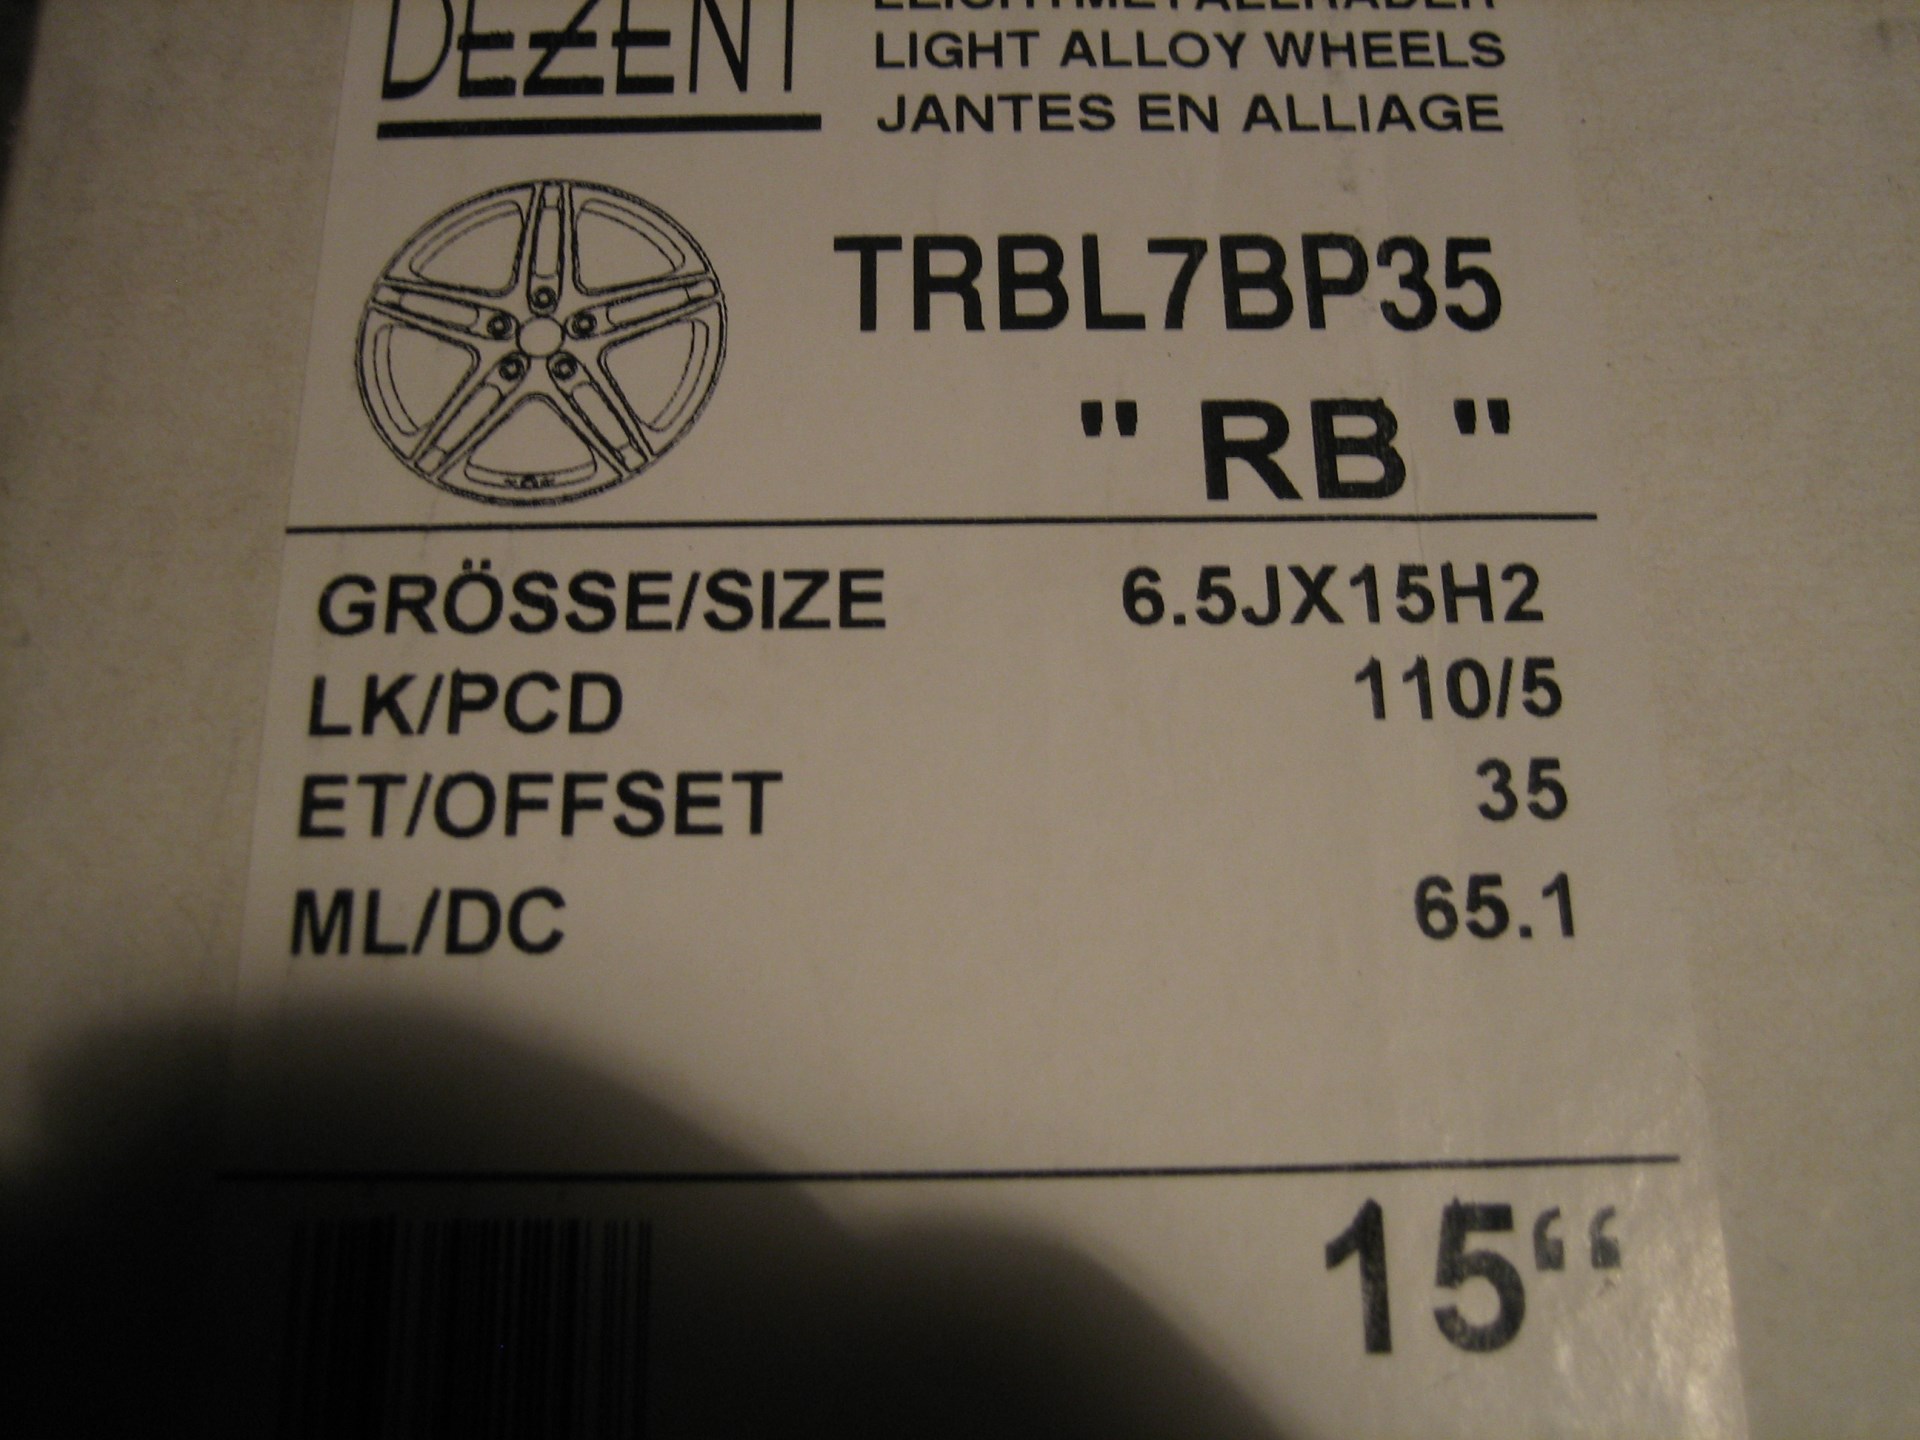 DEZENT
LEICHTMETALLRÄDER
LIGHT ALLOY WHEELS
JANTES EN ALLIAGE
TRBL7BP35
" RB "
GRÖSSE/SIZE 6.5JX15H2
LK/PCD 110/5
ET/OFFSET 35
ML/DC 65.1
15“